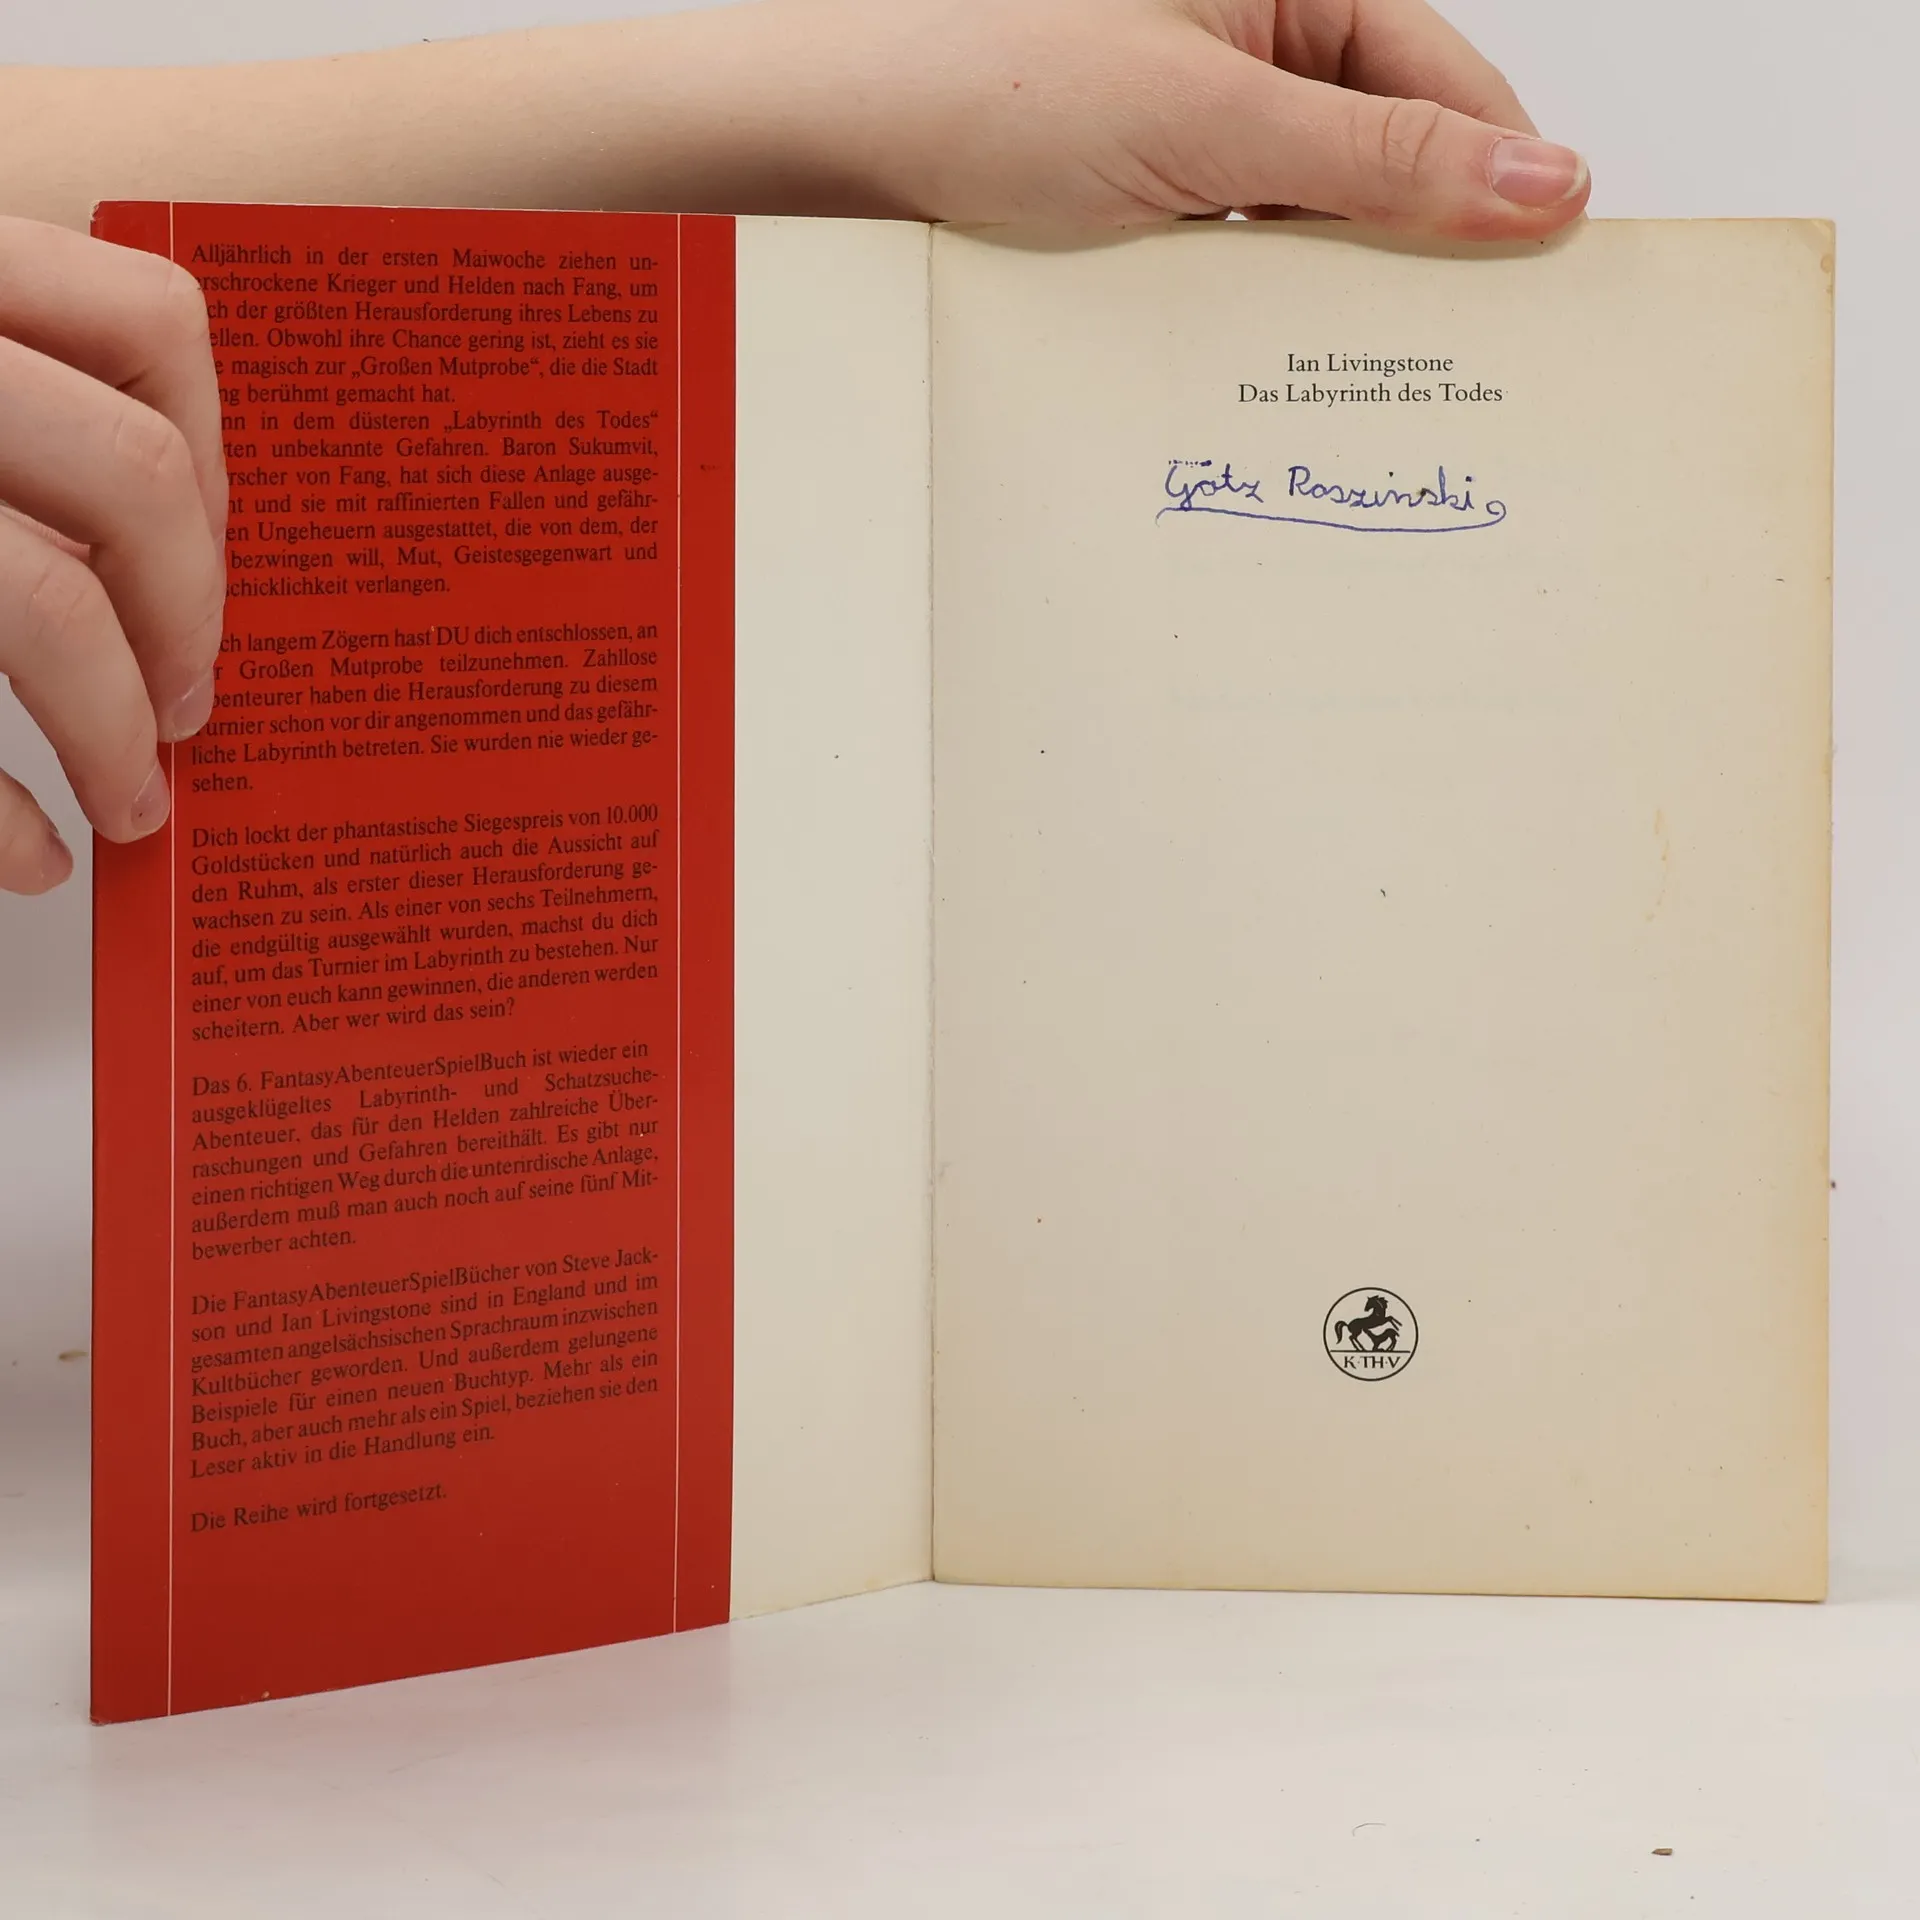 Alljährlich in der ersten Maiwoche ziehen un-
rschrockene Krieger und Helden nach Fang, um
ch der größten Herausforderung ihres Lebens zu
ellen. Obwohl ihre Chance gering ist, zieht es sie
e magisch zur „Großen Mutprobe“, die die Stadt
ng berühmt gemacht hat.
nn in dem düsteren „Labyrinth des Todes“
ten unbekannte Gefahren. Baron Sukumvit,
rscher von Fang, hat sich diese Anlage ausge-
ht und sie mit raffinierten Fallen und gefähr-
en Ungeheuern ausgestattet, die von dem, der
bezwingen will, Mut, Geistesgegenwart und
chicklichkeit verlangen.
ch langem Zögern hast DU dich entschlossen, an
r Großen Mutprobe teilzunehmen. Zahllose
benteurer haben die Herausforderung zu diesem
Turnier schon vor dir angenommen und das gefähr-
liche Labyrinth betreten. Sie wurden nie wieder ge-
sehen.
Dich lockt der phantastische Siegespreis von 10.000
Goldstücken und natürlich auch die Aussicht auf
den Ruhm, als erster dieser Herausforderung ge-
wachsen zu sein. Als einer von sechs Teilnehmern,
die endgültig ausgewählt wurden, machst du dich
auf, um das Turnier im Labyrinth zu bestehen. Nur
einer von euch kann gewinnen, die anderen werden
scheitern. Aber wer wird das sein?
Das 6. FantasyAbenteuerSpielBuch ist wieder ein
ausgeklügeltes Labyrinth- und Schatzsuche-
Abenteuer, das für den Helden zahlreiche Über-
raschungen und Gefahren bereithält. Es gibt nur
einen richtigen Weg durch die unterirdische Anlage,
außerdem muß man auch noch auf seine fünf Mit-
bewerber achten.
Die FantasyAbenteuerSpielBücher von Steve Jack-
son und Ian Livingstone sind in England und im
gesamten angelsächsischen Sprachraum inzwischen
Kultbücher geworden. Und außerdem gelungene
Beispiele für einen neuen Buchtyp. Mehr als ein
Buch, aber auch mehr als ein Spiel, beziehen sie den
Leser aktiv in die Handlung ein.
Die Reihe wird fortgesetzt.
Ian Livingstone
Das Labyrinth des Todes
Götz Roszinski
K·TH·V